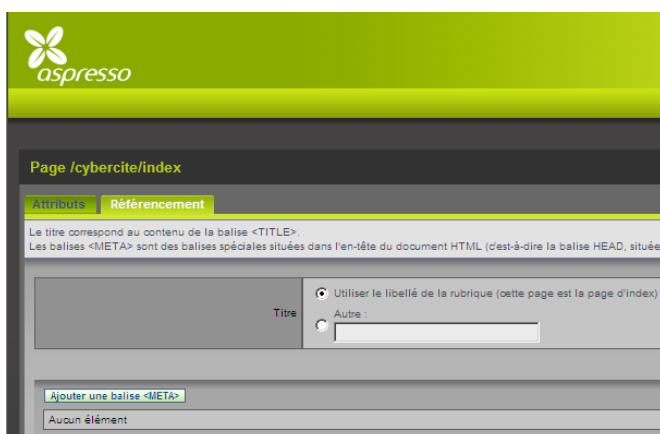 aspresso
Page /cybercite/index
Attributs Référencement
Le titre correspond au contenu de la balise <TITLE>.
Les balises <META> sont des balises spéciales situées dans l'en-tête du document HTML (c'est-à-dire la balise HEAD, située
Utiliser le libellé de la rubrique (cette page est la page d'index)
Titre
Autre :
Ajouter une balise <META>
Aucun élément